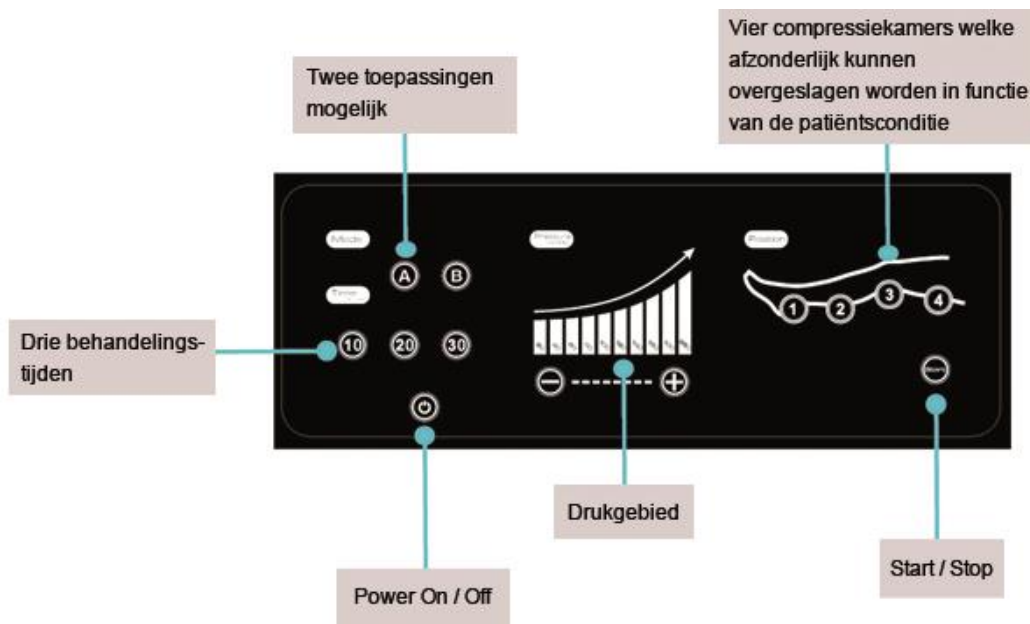 Vier compressiekamers welke
afzonderlijk kunnen
overgeslagen worden in functie
van de patiëntsconditie
Twee toepassingen
mogelijk
Mode
Pressure
Position
A B
Timer
1 2 3 4
Drie behandelings-
tijden
10 20 30
Drukgebied
Start / Stop
Power On / Off